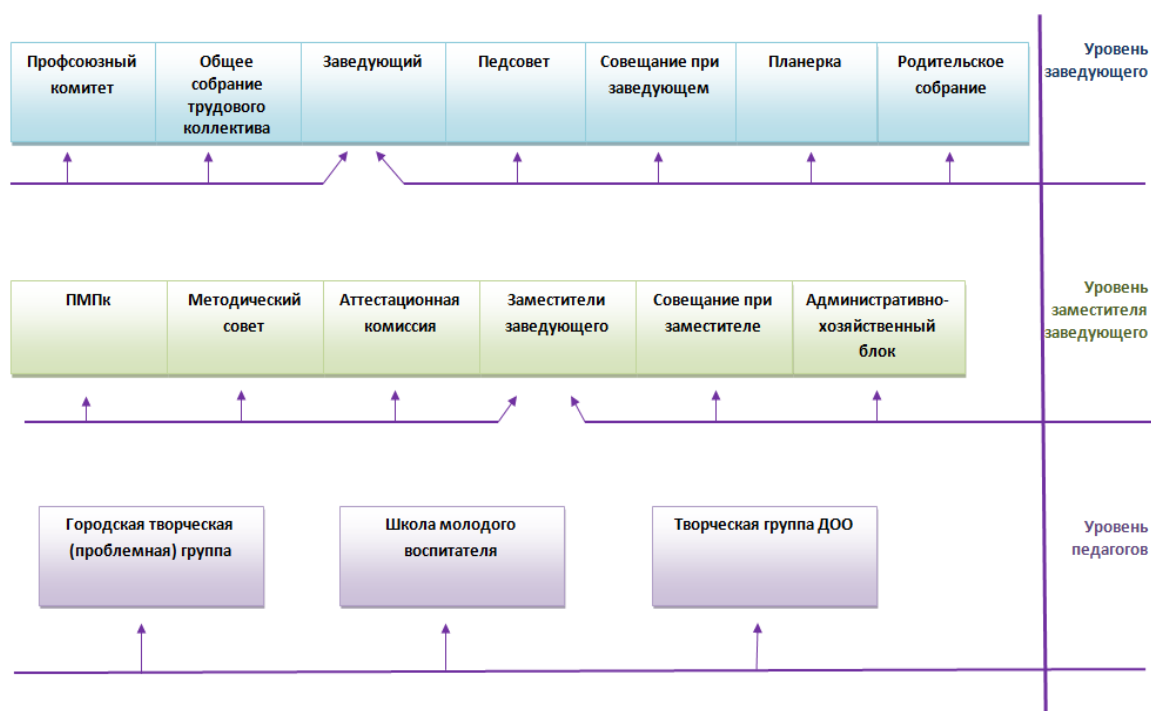 Профсоюзный
комитет
Общее
собрание
трудового
коллектива
Заведующий
Педсовет
Совещание при
заведующем
Планерка
Родительское
собрание
Уровень
заведующего
ПМПк
Методический
совет
Аттестационная
комиссия
Заместители
заведующего
Совещание при
заместителе
Административно-
хозяйственный
блок
Уровень
заместителя
заведующего
Городская творческая
(проблемная) группа
Школа молодого
воспитателя
Творческая группа ДОО
Уровень
педагогов